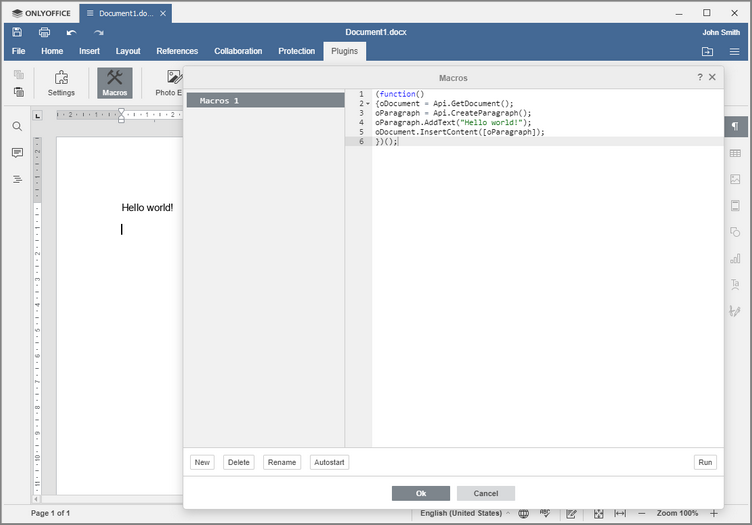 ONLYOFFICE
Document1.do...
Document1.docx
John Smith
File Home Insert Layout References Collaboration Protection Plugins
Settings
Macros
Photo E
Macros
?
Macros 1
1 (function()
2 {oDocument = Api.GetDocument();
3 oParagraph = Api.CreateParagraph();
4 oParagraph.AddText("Hello world!");
5 oDocument.InsertContent([oParagraph]);
6 })();
Hello world!
New Delete Rename Autostart Run
Ok Cancel
Page 1 of 1
English (United States)
Zoom 100%